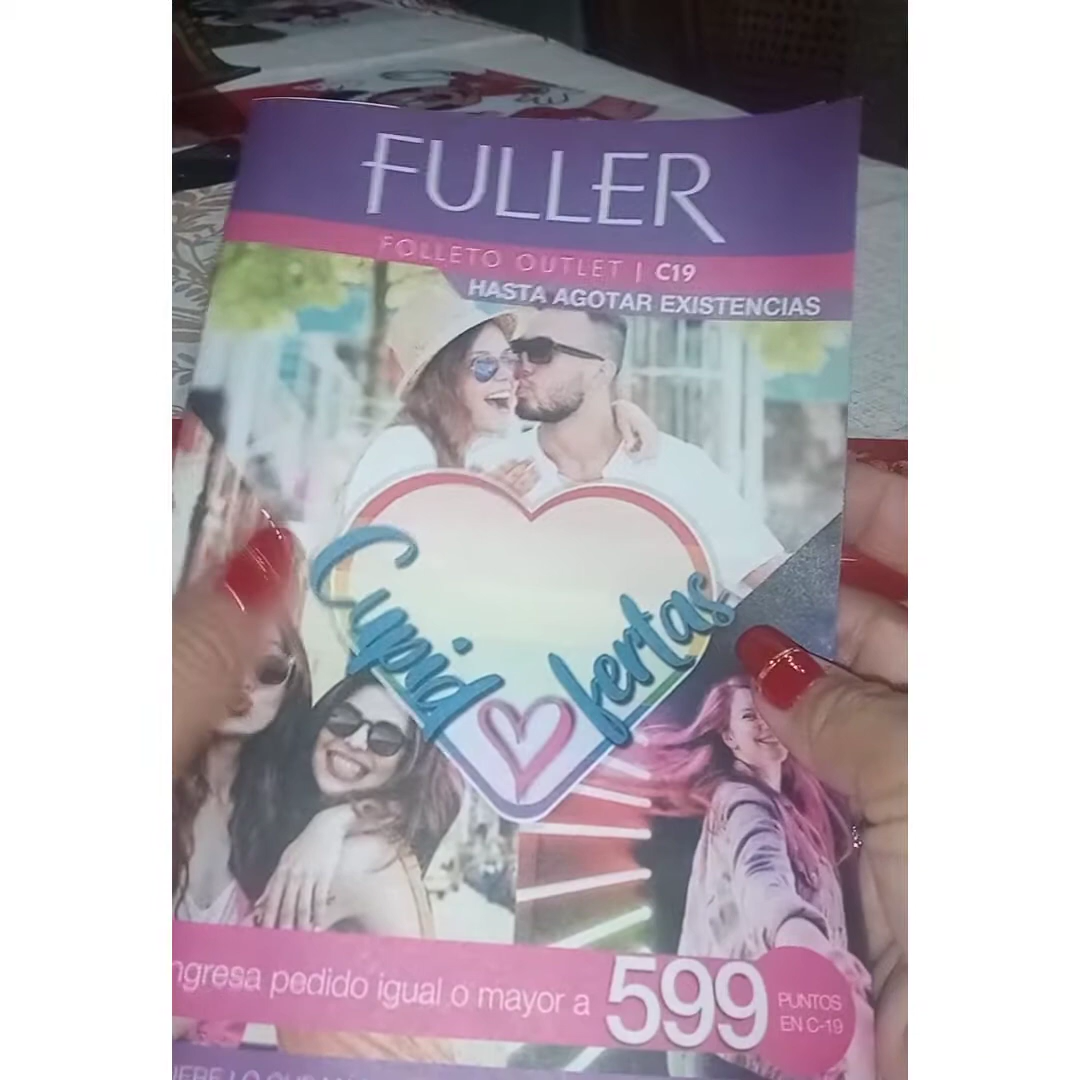 FULLER
FOLLETO OUTLET | C19
HASTA AGOTAR EXISTENCIAS
Cupid
fertas
ngresa pedido igual o mayor a 599 PUNTOS
EN C-19